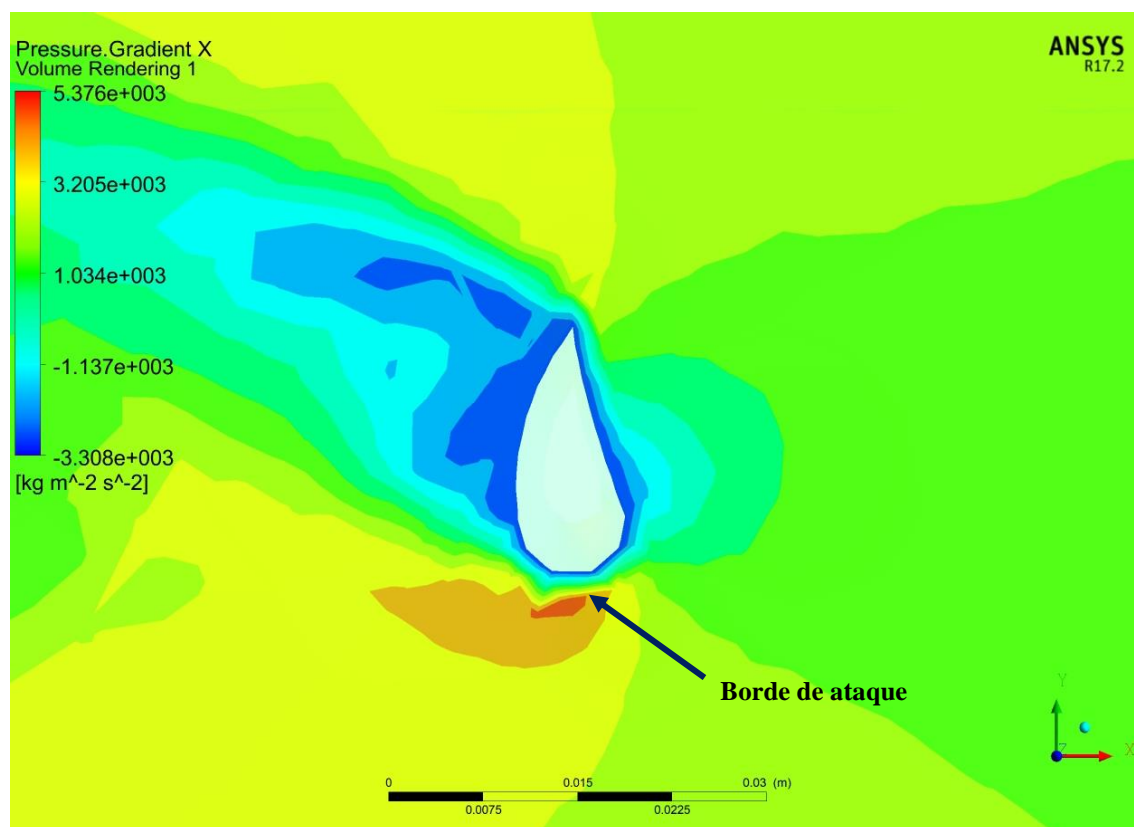 Pressure.Gradient X
Volume Rendering 1
ANSYS
R17.2
5.376e+003
3.205e+003
1.034e+003
-1.137e+003
-3.308e+003
[kg m^-2 s^-2]
Borde de ataque
Y
Z
X
0 0.015 0.03 (m)
0.0075 0.0225